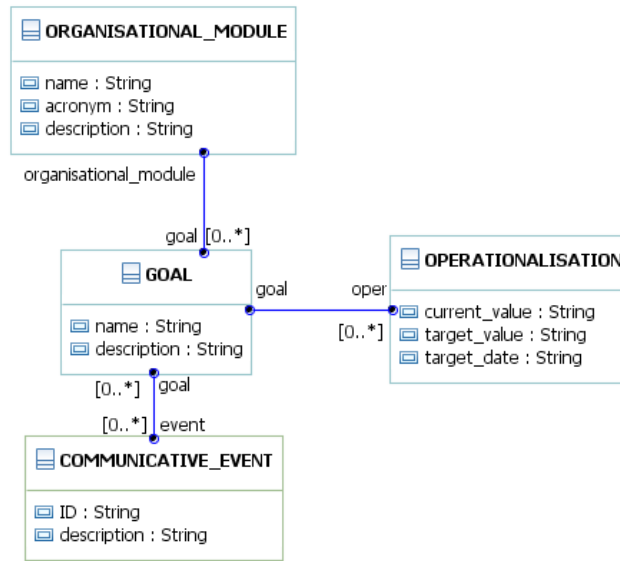 ORGANISATIONAL_MODULE
name : String
acronym : String
description : String
organisational_module
goal [0..*]
GOAL
name : String
description : String
goal
oper
[0..*]
OPERATIONALISATION
current_value : String
target_value : String
target_date : String
[0..*] goal
[0..*] event
COMMUNICATIVE_EVENT
ID : String
description : String